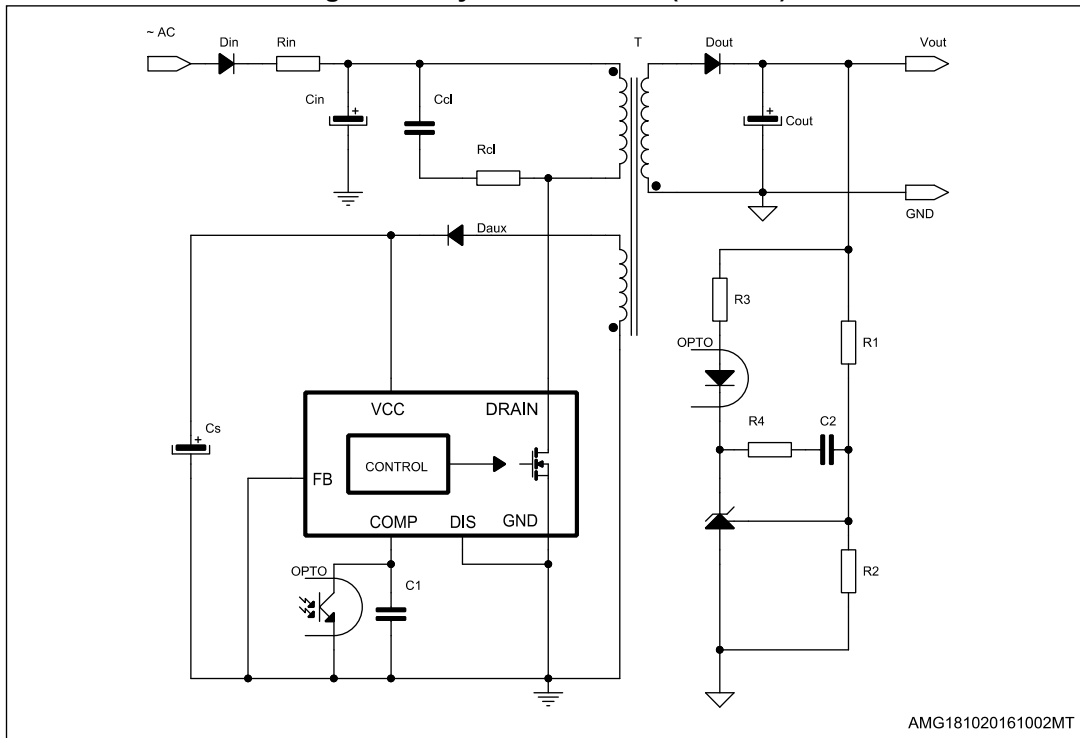 ~ AC
Din
Rin
T
Dout
Vout
Cin
+
Ccl
+
Cout
Rcl
GND
Daux
R3
OPTO
R1
VCC
DRAIN
R4
C2
Cs
+
CONTROL
FB
COMP
DIS
GND
OPTO
C1
R2
AMG181020161002MT